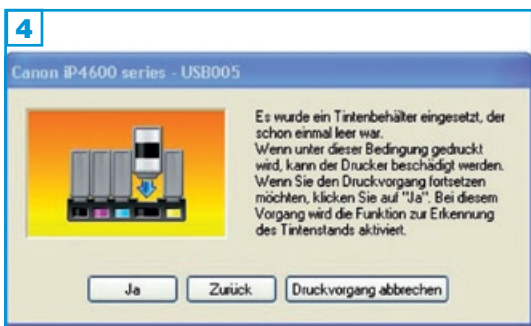 4
Canon iP4600 series - USB005
Es wurde ein Tintenbehälter eingesetzt, der
schon einmal leer war.
Wenn unter dieser Bedingung gedruckt
wird, kann der Drucker beschädigt werden.
Wenn Sie den Druckvorgang fortsetzen
möchten, klicken Sie auf "Ja". Bei diesem
Vorgang wird die Funktion zur Erkennung
des Tintenstands aktiviert.
Ja
Zurück
Druckvorgang abbrechen